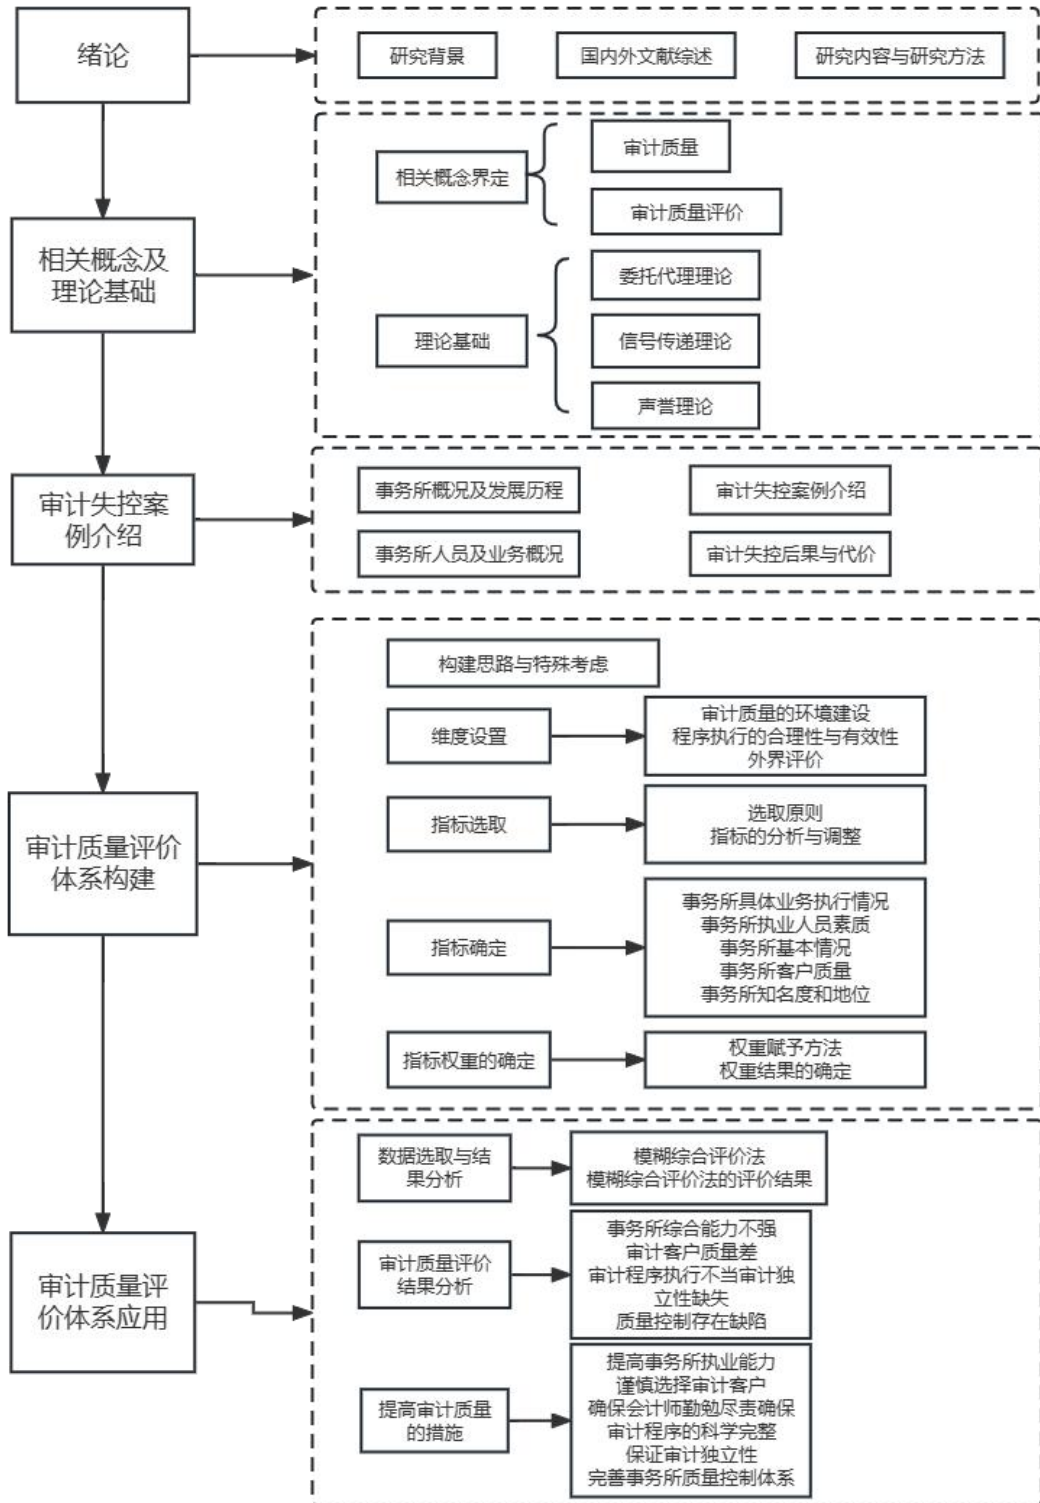 绪论
研究背景
国内外文献综述
研究内容与研究方法
相关概念及
理论基础
相关概念界定
审计质量
审计质量评价
理论基础
委托代理理论
信号传递理论
声誉理论
审计失控案
例介绍
事务所概况及发展历程
审计失控案例介绍
事务所人员及业务概况
审计失控后果与代价
审计质量评价
体系构建
构建思路与特殊考虑
维度设置
审计质量的环境建设
程序执行的合理性与有效性
外界评价
指标选取
选取原则
指标的分析与调整
指标确定
事务所具体业务执行情况
事务所执业人员素质
事务所基本情况
事务所客户质量
事务所知名度和地位
指标权重的确定
权重赋予方法
权重结果的确定
审计质量评
价体系应用
数据选取与结
果分析
模糊综合评价法
模糊综合评价法的评价结果
审计质量评价
结果分析
事务所综合能力不强
审计客户质量差
审计程序执行不当审计独
立性缺失
质量控制存在缺陷
提高审计质量
的措施
提高事务所执业能力
谨慎选择审计客户
确保会计师勤勉尽责确保
审计程序的科学完整
保证审计独立性
完善事务所质量控制体系